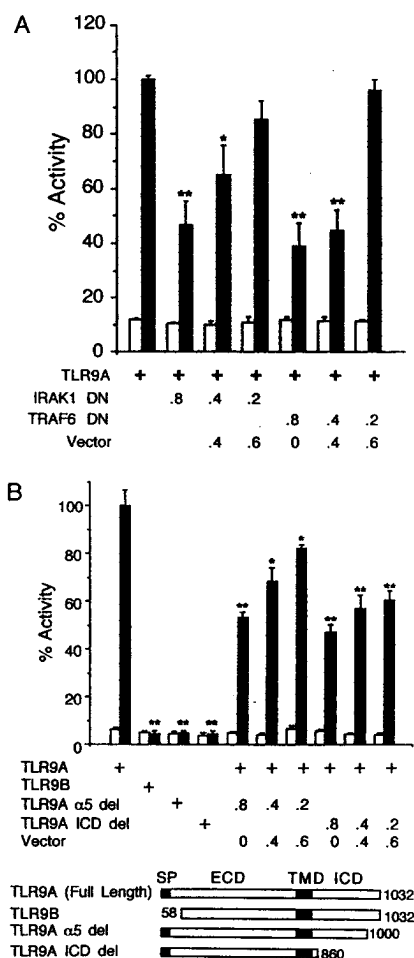 A
120
100
** * ** **
80
60
40
20
0
% Activity
TLR9A + + + + + + +
IRAK1 DN .8 .4 .2
TRAF6 DN .8 .4 .2
Vector .4 .6 0 .4 .6
B
100
** ** ** ** * * ** ** **
80
60
40
20
0
% Activity
TLR9A + + + + + + +
TLR9B +
TLR9A α5 del + .8 .4 .2
TLR9A ICD del + .8 .4 .2
Vector 0 .4 .6 0 .4 .6
SP ECD TMD ICD
TLR9A (Full Length) 1032
TLR9B 58 1032
TLR9A α5 del 1000
TLR9A ICD del 860